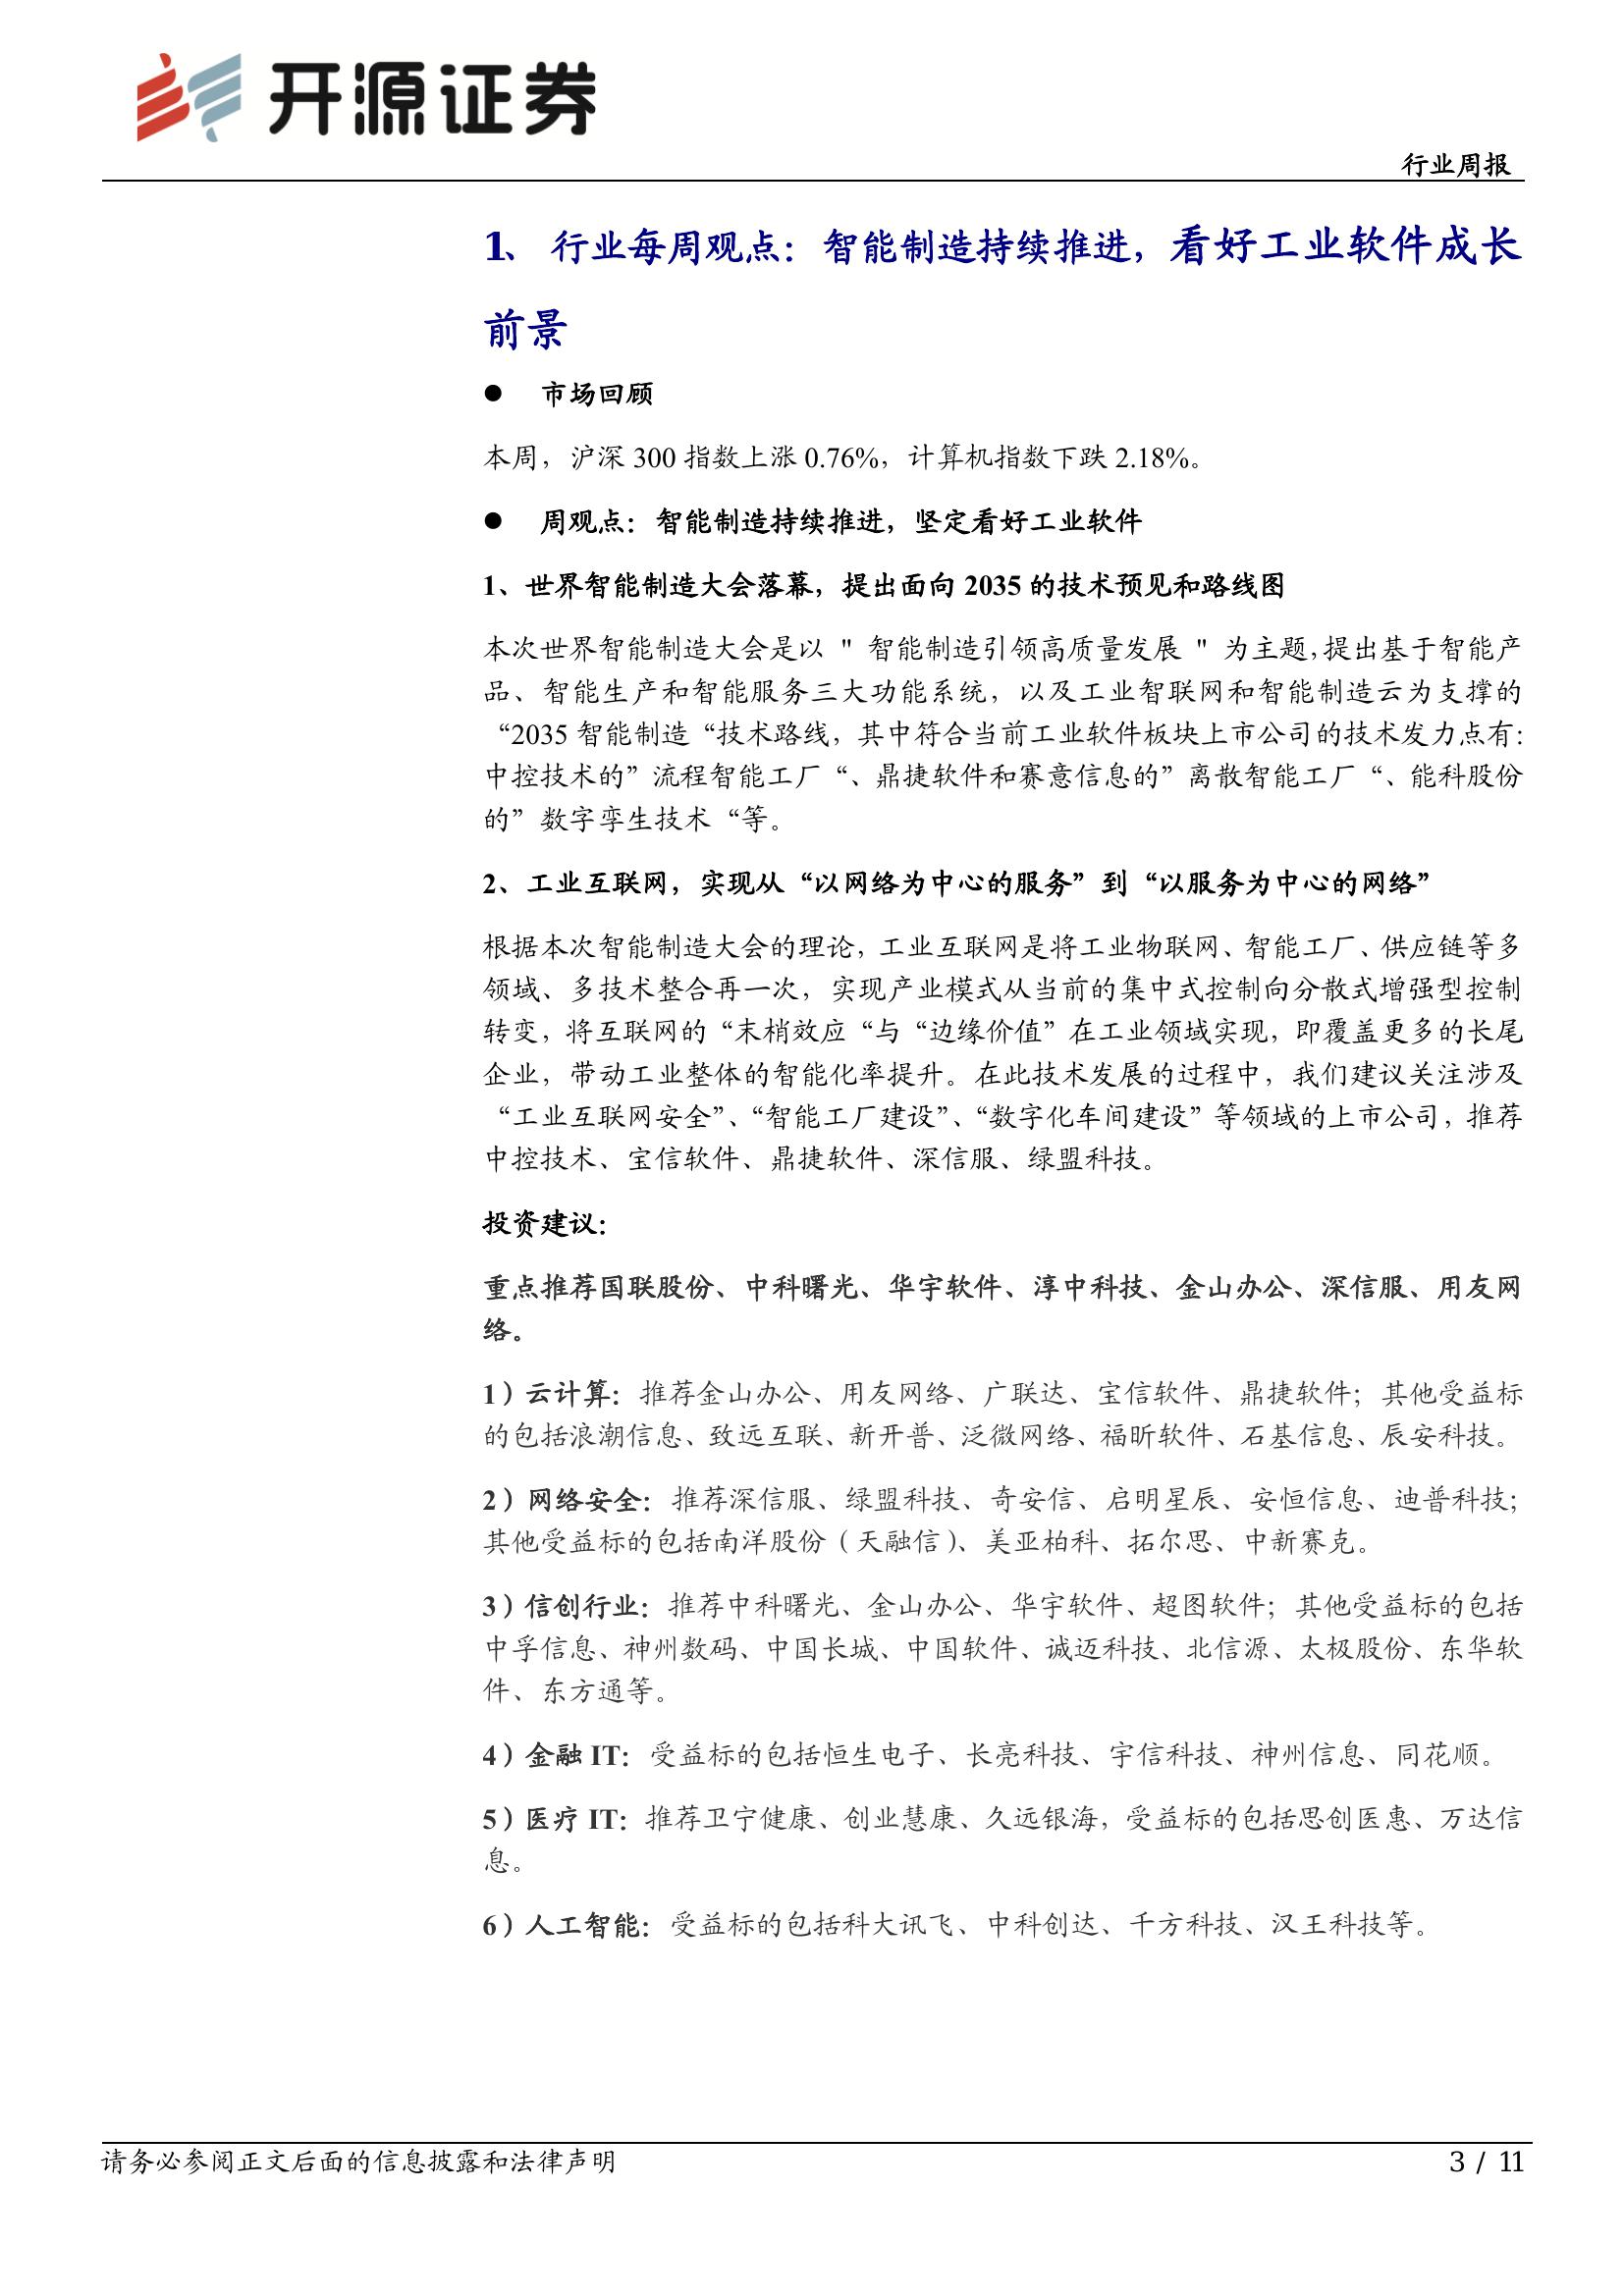 开源证券
行业周报
1、 行业每周观点：智能制造持续推进，看好工业软件成长
前景
● 市场回顾
本周，沪深 300 指数上涨 0.76%，计算机指数下跌 2.18%。
● 周观点：智能制造持续推进，坚定看好工业软件
1、世界智能制造大会落幕，提出面向 2035 的技术预见和路线图
本次世界智能制造大会是以 " 智能制造引领高质量发展 " 为主题，提出基于智能产
品、智能生产和智能服务三大功能系统，以及工业智联网和智能制造云为支撑的
“2035 智能制造“技术路线，其中符合当前工业软件板块上市公司的技术发力点有：
中控技术的”流程智能工厂“、鼎捷软件和赛意信息的”离散智能工厂“、能科股份
的”数字孪生技术“等。
2、工业互联网，实现从“以网络为中心的服务”到“以服务为中心的网络”
根据本次智能制造大会的理论，工业互联网是将工业物联网、智能工厂、供应链等多
领域、多技术整合再一次，实现产业模式从当前的集中式控制向分散式增强型控制
转变，将互联网的“末梢效应“与“边缘价值”在工业领域实现，即覆盖更多的长尾
企业，带动工业整体的智能化率提升。在此技术发展的过程中，我们建议关注涉及
“工业互联网安全”、“智能工厂建设”、“数字化车间建设”等领域的上市公司，推荐
中控技术、宝信软件、鼎捷软件、深信服、绿盟科技。
投资建议：
重点推荐国联股份、中科曙光、华宇软件、淳中科技、金山办公、深信服、用友网
络。
1）云计算：推荐金山办公、用友网络、广联达、宝信软件、鼎捷软件；其他受益标
的包括浪潮信息、致远互联、新开普、泛微网络、福昕软件、石基信息、辰安科技。
2）网络安全：推荐深信服、绿盟科技、奇安信、启明星辰、安恒信息、迪普科技；
其他受益标的包括南洋股份（天融信）、美亚柏科、拓尔思、中新赛克。
3）信创行业：推荐中科曙光、金山办公、华宇软件、超图软件；其他受益标的包括
中孚信息、神州数码、中国长城、中国软件、诚迈科技、北信源、太极股份、东华软
件、东方通等。
4）金融 IT：受益标的包括恒生电子、长亮科技、宇信科技、神州信息、同花顺。
5）医疗 IT：推荐卫宁健康、创业慧康、久远银海，受益标的包括思创医惠、万达信
息。
6）人工智能：受益标的包括科大讯飞、中科创达、千方科技、汉王科技等。
请务必参阅正文后面的信息披露和法律声明
3 / 11